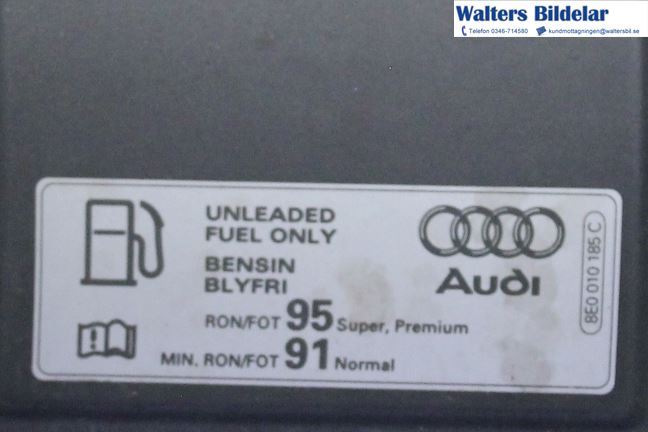 Walters Bildelar
Telefon 0346-714580 kundmottagningen@waltersbil.se
UNLEADED
FUEL ONLY
BENSIN
BLYFRI
RON/FOT 95 Super, Premium
MIN. RON/FOT 91 Normal
Audi
8E0 010 185 C